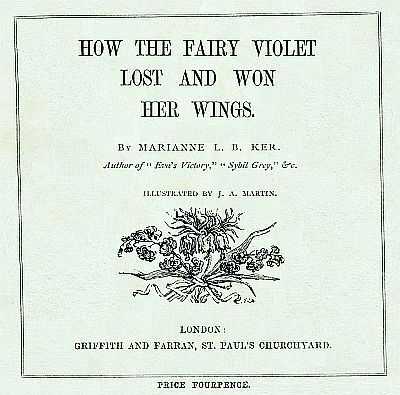 HOW THE FAIRY VIOLET
LOST AND WON
HER WINGS.
By MARIANNE L. B. KER.
Author of "Eva's Victory," "Sybil Grey," &c.
ILLUSTRATED BY J. A. MARTIN.
LONDON:
GRIFFITH AND FARRAN, ST. PAUL'S CHURCHYARD.
PRICE FOURPENCE.